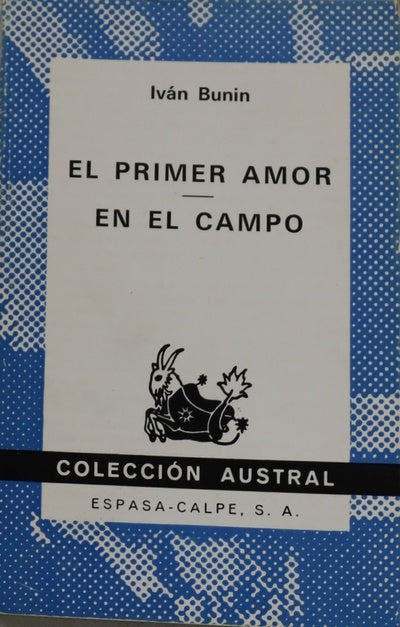 Iván Bunin
EL PRIMER AMOR
EN EL CAMPO
COLECCIÓN AUSTRAL
ESPASA-CALPE, S. A.